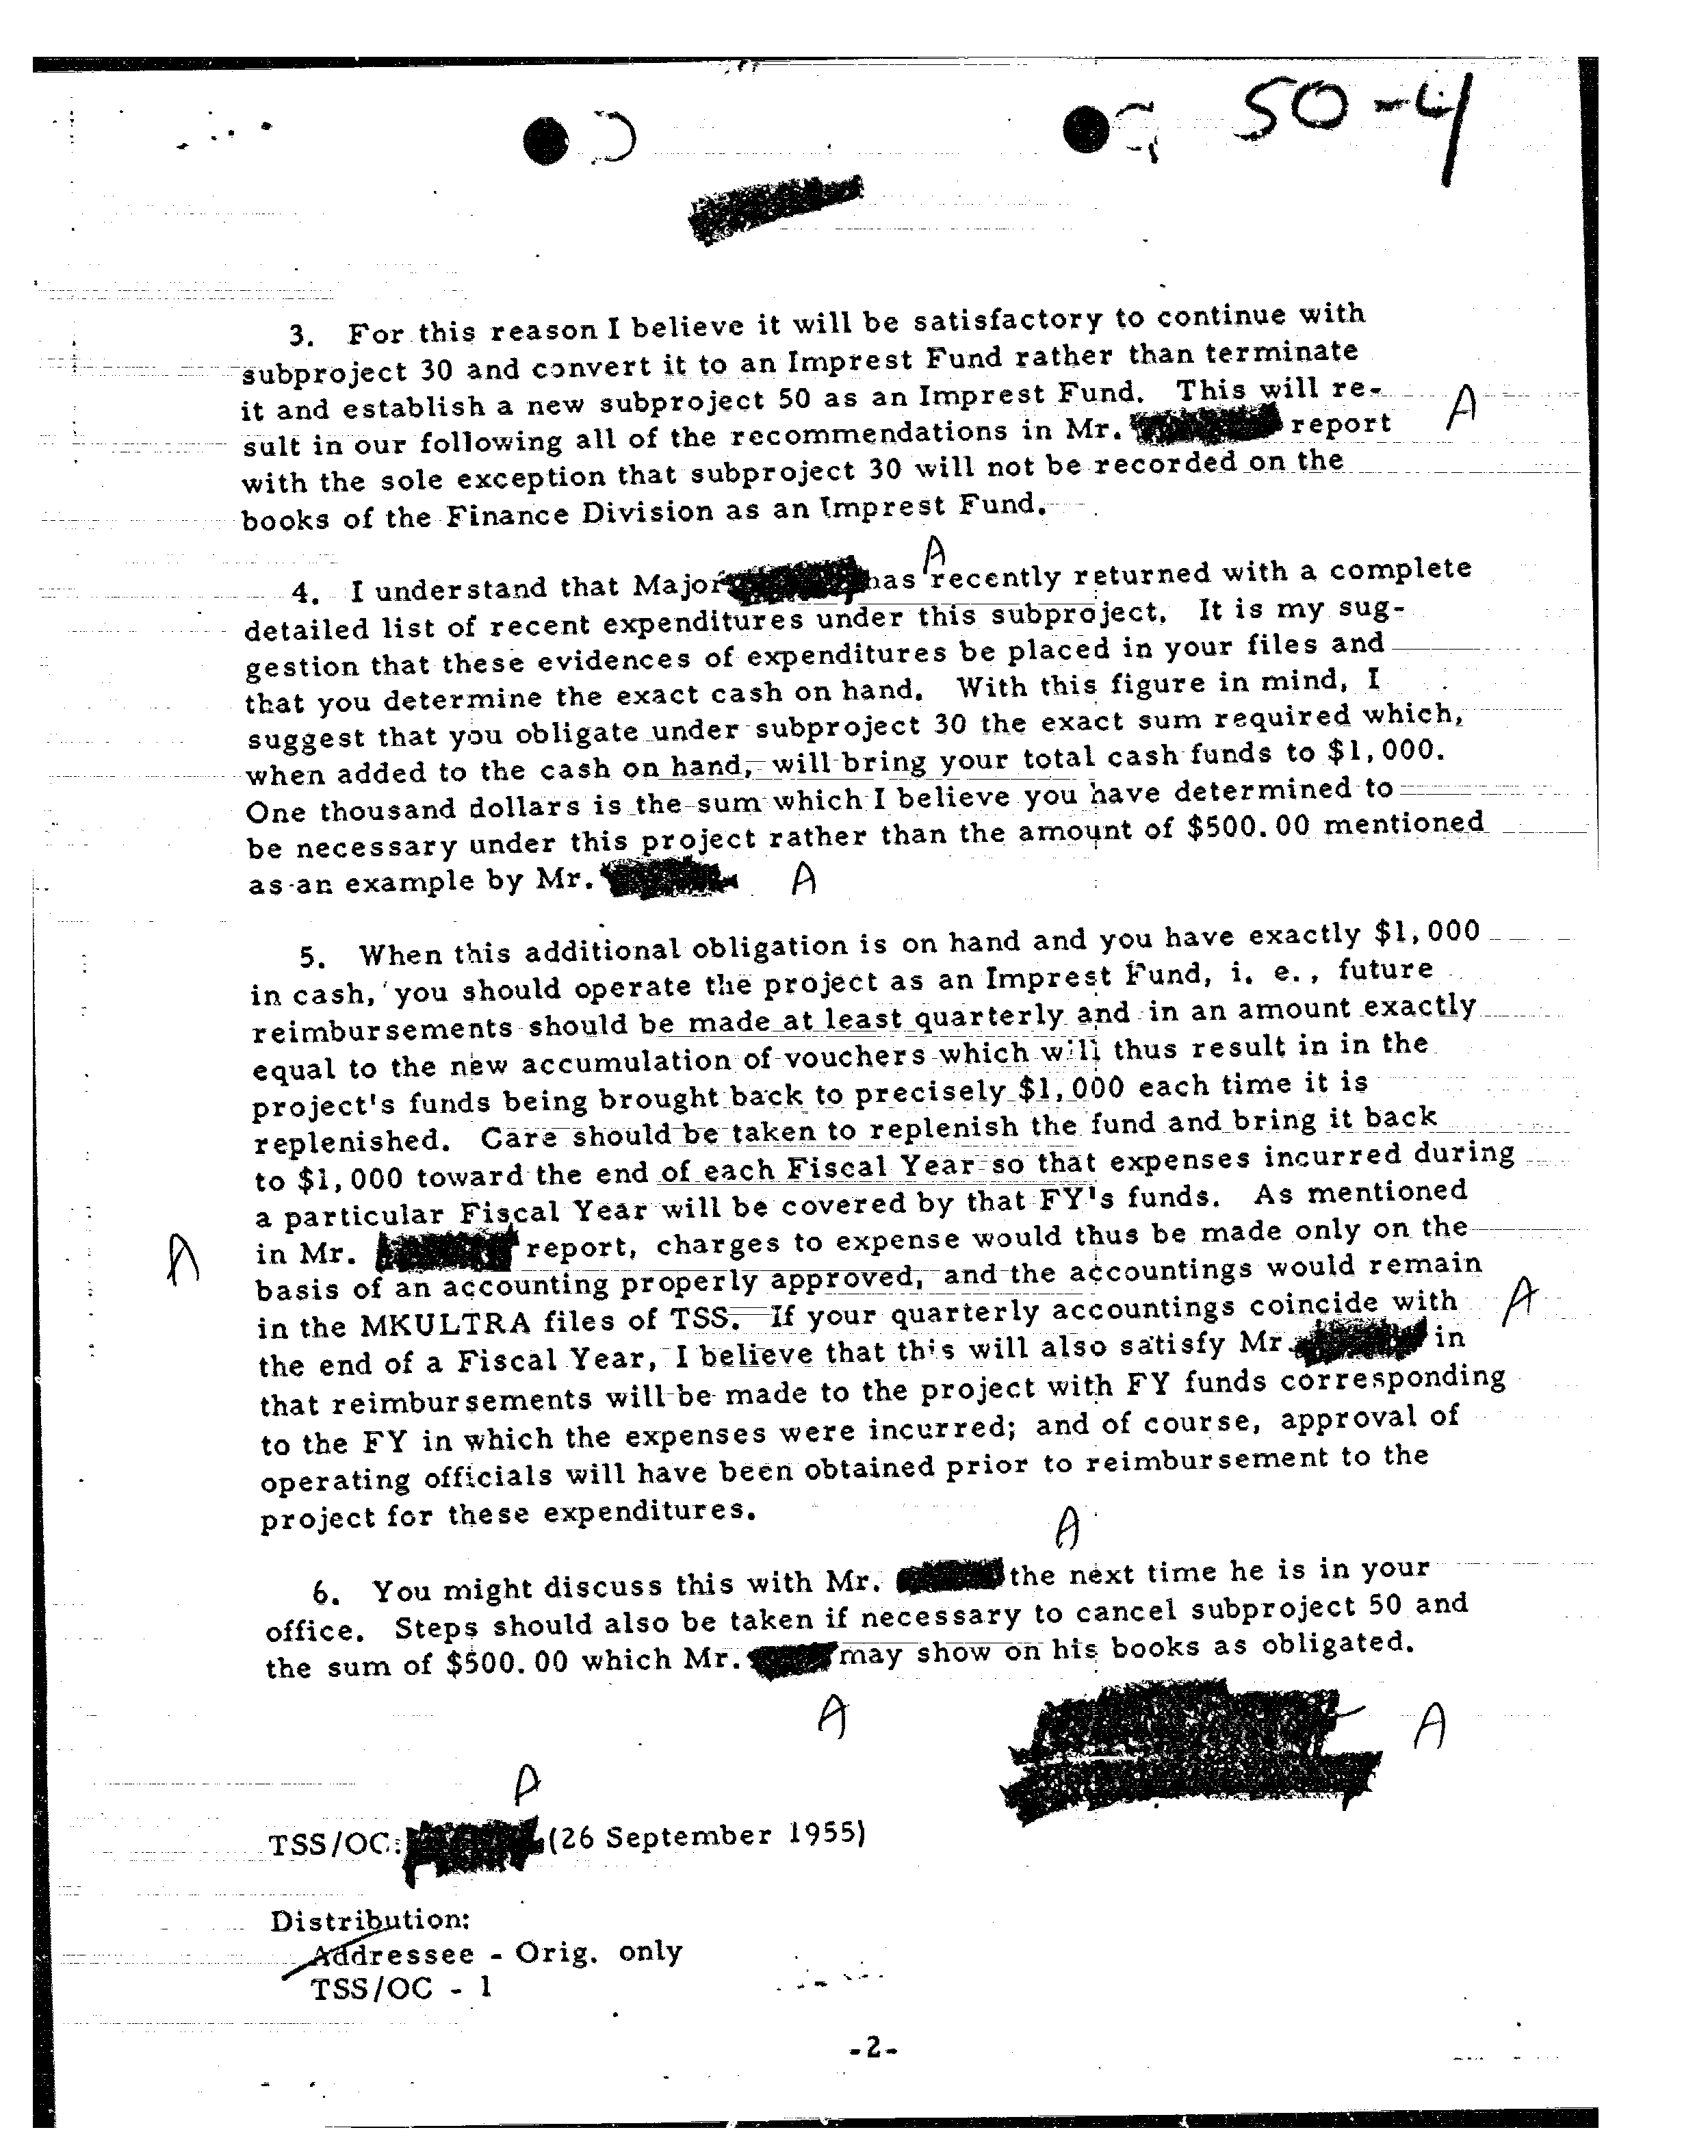 50-4
3. For this reason I believe it will be satisfactory to continue with
subproject 30 and convert it to an Imprest Fund rather than terminate
it and establish a new subproject 50 as an Imprest Fund. This will re-
sult in our following all of the recommendations in Mr. report
A
with the sole exception that subproject 30 will not be recorded on the
books of the Finance Division as an Imprest Fund.
A
4. I understand that Major has recently returned with a complete
detailed list of recent expenditures under this subproject. It is my sug-
gestion that these evidences of expenditures be placed in your files and
that you determine the exact cash on hand. With this figure in mind, I
suggest that you obligate under subproject 30 the exact sum required which,
when added to the cash on hand, will bring your total cash funds to $1,000.
One thousand dollars is the sum which I believe you have determined to
be necessary under this project rather than the amount of $500.00 mentioned
as an example by Mr. A
5. When this additional obligation is on hand and you have exactly $1,000
in cash, you should operate the project as an Imprest Fund, i. e., future
reimbursements should be made at least quarterly and in an amount exactly
equal to the new accumulation of vouchers which will thus result in in the
project's funds being brought back to precisely $1,000 each time it is
replenished. Care should be taken to replenish the fund and bring it back
to $1,000 toward the end of each Fiscal Year so that expenses incurred during
a particular Fiscal Year will be covered by that FY's funds. As mentioned
A in Mr. report, charges to expense would thus be made only on the
basis of an accounting properly approved, and the accountings would remain
in the MKULTRA files of TSS. If your quarterly accountings coincide with A
the end of a Fiscal Year, I believe that this will also satisfy Mr. in
that reimbursements will be made to the project with FY funds corresponding
to the FY in which the expenses were incurred; and of course, approval of
operating officials will have been obtained prior to reimbursement to the
project for these expenditures.
A
6. You might discuss this with Mr. the next time he is in your
office. Steps should also be taken if necessary to cancel subproject 50 and
the sum of $500.00 which Mr. may show on his books as obligated.
A
A
A
TSS/OC: (26 September 1955)
Distribution:
Addressee - Orig. only
TSS/OC - 1
-2-